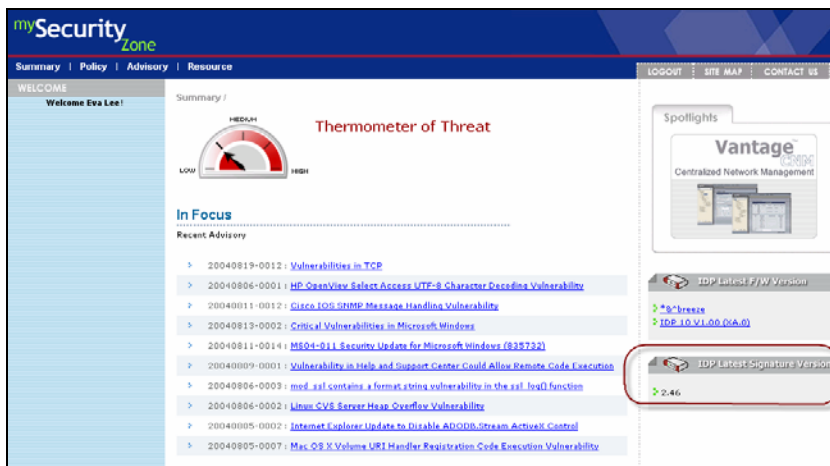 mySecurity Zone
Summary | Policy | Advisory | Resource
LOGOUT SITE MAP CONTACT US
WELCOME
Welcome Eva Lee!
Summary /
Thermometer of Threat
LOW MEDIUM HIGH
In Focus
Recent Advisory
20040819-0012 : Vulnerabilities in TCP
20040806-0001 : HP OpenView Select Access UTF-8 Character Decoding Vulnerability
20040811-0012 : Cisco IOS SNMP Message Handling Vulnerability
20040813-0002 : Critical Vulnerabilities in Microsoft Windows
20040811-0014 : MS04-011 Security Update for Microsoft Windows (835732)
20040809-0001 : Vulnerability in Help and Support Center Could Allow Remote Code Execution
20040806-0003 : mod_ssl contains a format string vulnerability in the ssl_log() function
20040806-0002 : Linux CVS Server Heap Overflow Vulnerability
20040805-0002 : Internet Explorer Update to Disable ADODB.Stream ActiveX Control
20040805-0007 : Mac OS X Volume URI Handler Registration Code Execution Vulnerability
Spotlights
Vantage™
CNM
Centralized Network Management
IDP Latest F/W Version
*&^breeze
IDP 10 V1.00 (XA.0)
IDP Latest Signature Version
2.46